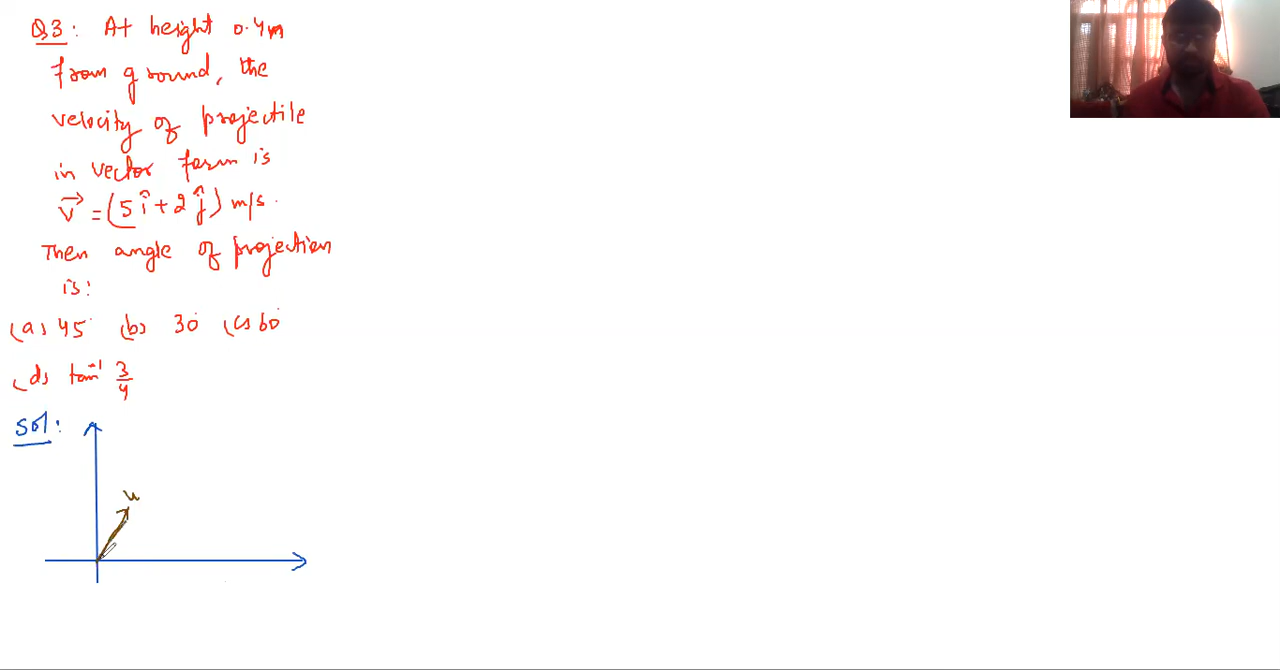 Q3: At height 0.4m
from ground, the
velocity of projectile
in vector form is
v⃗ = (5î + 2ĵ) m/s.
Then angle of projection
is:
(a) 45° (b) 30° (c) 60°
(d) tan⁻¹ 3/4
Sol:
u